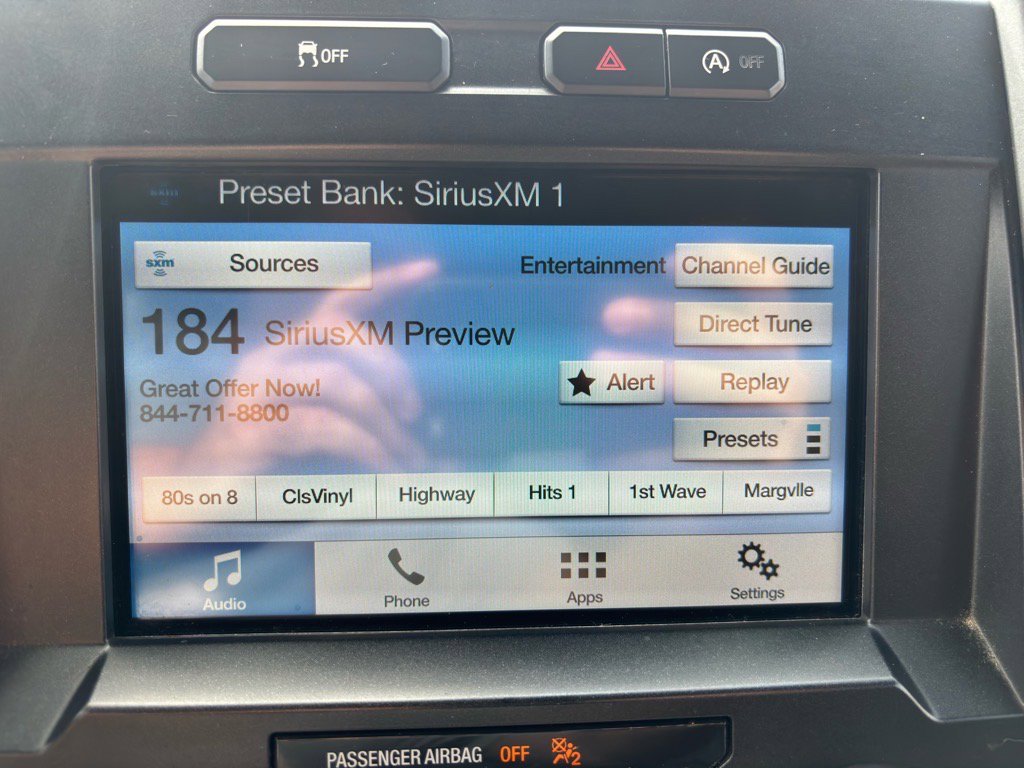 OFF
A OFF
sxm Preset Bank: SiriusXM 1
sxm Sources
Entertainment Channel Guide
184 SiriusXM Preview
Direct Tune
Great Offer Now!
Alert Replay
844-711-8800
Presets
80s on 8 ClsVinyl Highway Hits 1 1st Wave Margvlle
Audio Phone Apps Settings
PASSENGER AIRBAG OFF 2